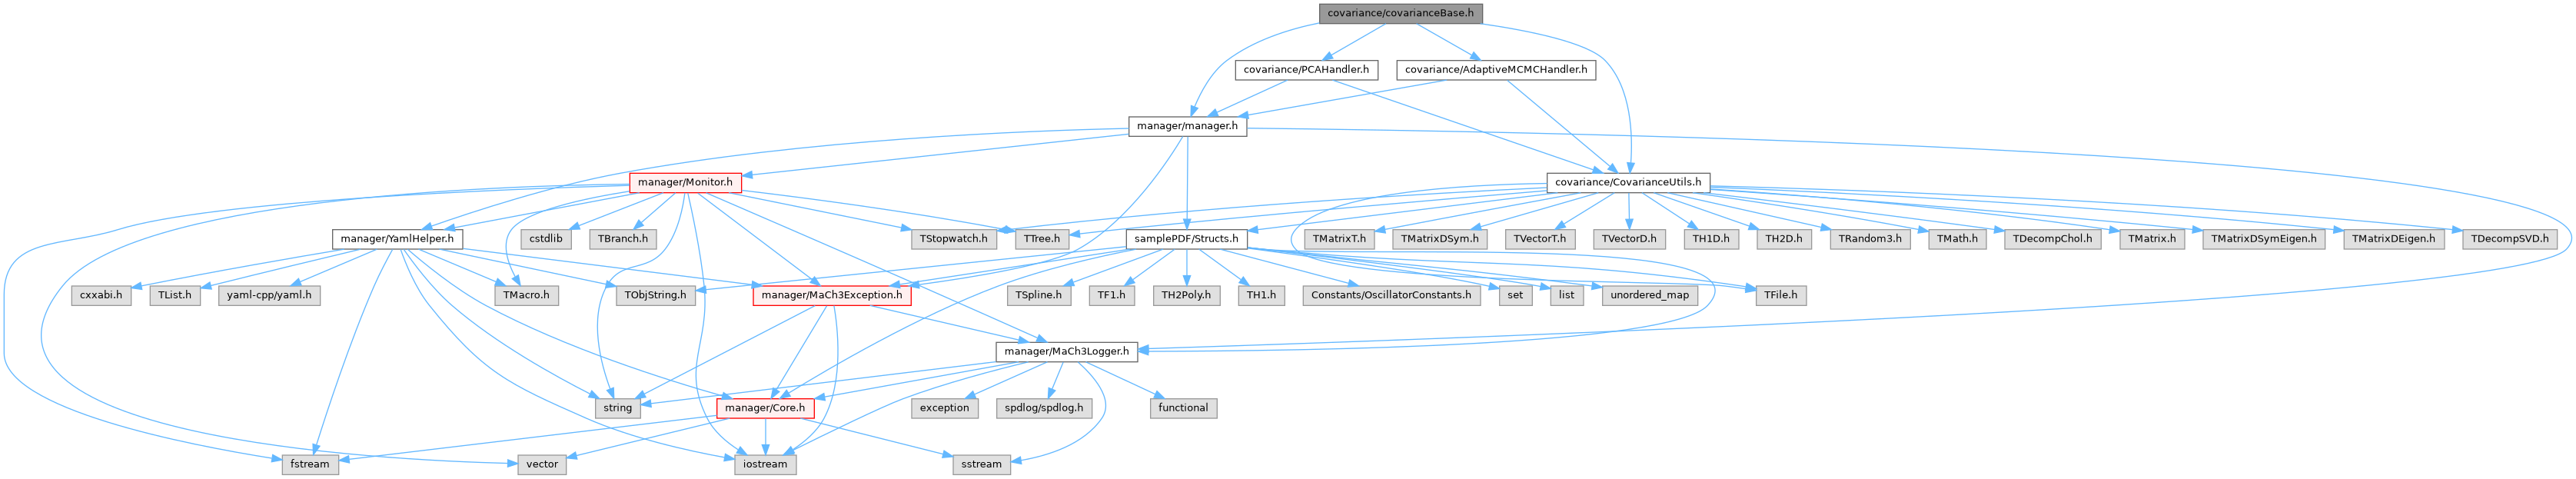 covariance/covarianceBase.h
covariance/PCAHandler.h
covariance/AdaptiveMCMCHandler.h
manager/manager.h
manager/Monitor.h
covariance/CovarianceUtils.h
manager/YamlHelper.h
cstdlib
TBranch.h
TStopwatch.h
TTree.h
samplePDF/Structs.h
TMatrixT.h
TMatrixDSym.h
TVectorT.h
TVectorD.h
TH1D.h
TH2D.h
TRandom3.h
TMath.h
TDecompChol.h
TMatrix.h
TMatrixDSymEigen.h
TMatrixDEigen.h
TDecompSVD.h
cxxabi.h
TList.h
yaml-cpp/yaml.h
TMacro.h
TObjString.h
manager/MaCh3Exception.h
TSpline.h
TF1.h
TH2Poly.h
TH1.h
Constants/OscillatorConstants.h
set
list
unordered_map
TFile.h
manager/MaCh3Logger.h
string
manager/Core.h
exception
spdlog/spdlog.h
functional
fstream
vector
iostream
sstream